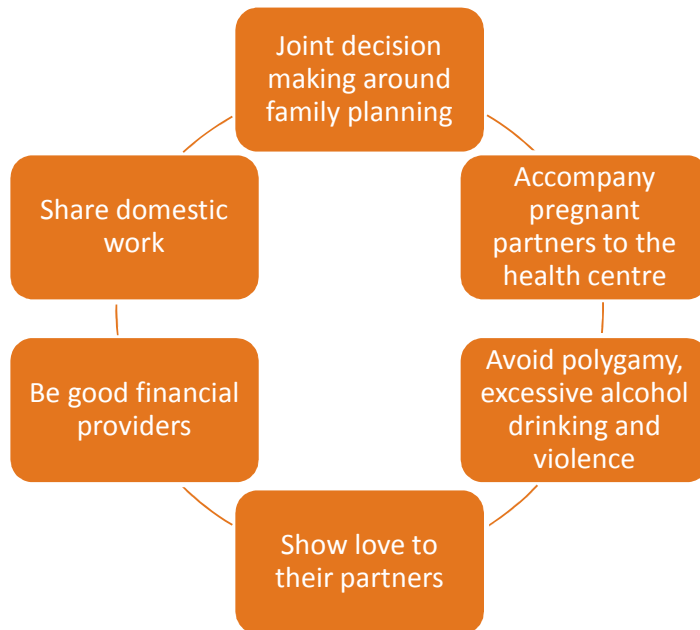 Joint decision
making around
family planning
Accompany
pregnant
partners to the
health centre
Avoid polygamy,
excessive alcohol
drinking and
violence
Show love to
their partners
Be good financial
providers
Share domestic
work